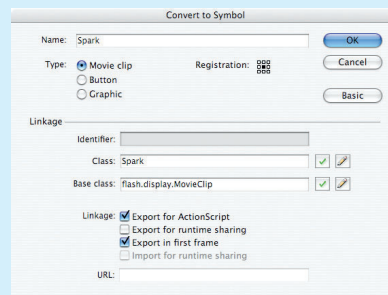 Convert to Symbol
Name: Spark
OK
Type: Movie clip
Registration:
Cancel
Button
Graphic
Basic
Linkage
Identifier:
Class: Spark
Base class: flash.display.MovieClip
Linkage: Export for ActionScript
Export for runtime sharing
Export in first frame
Import for runtime sharing
URL: